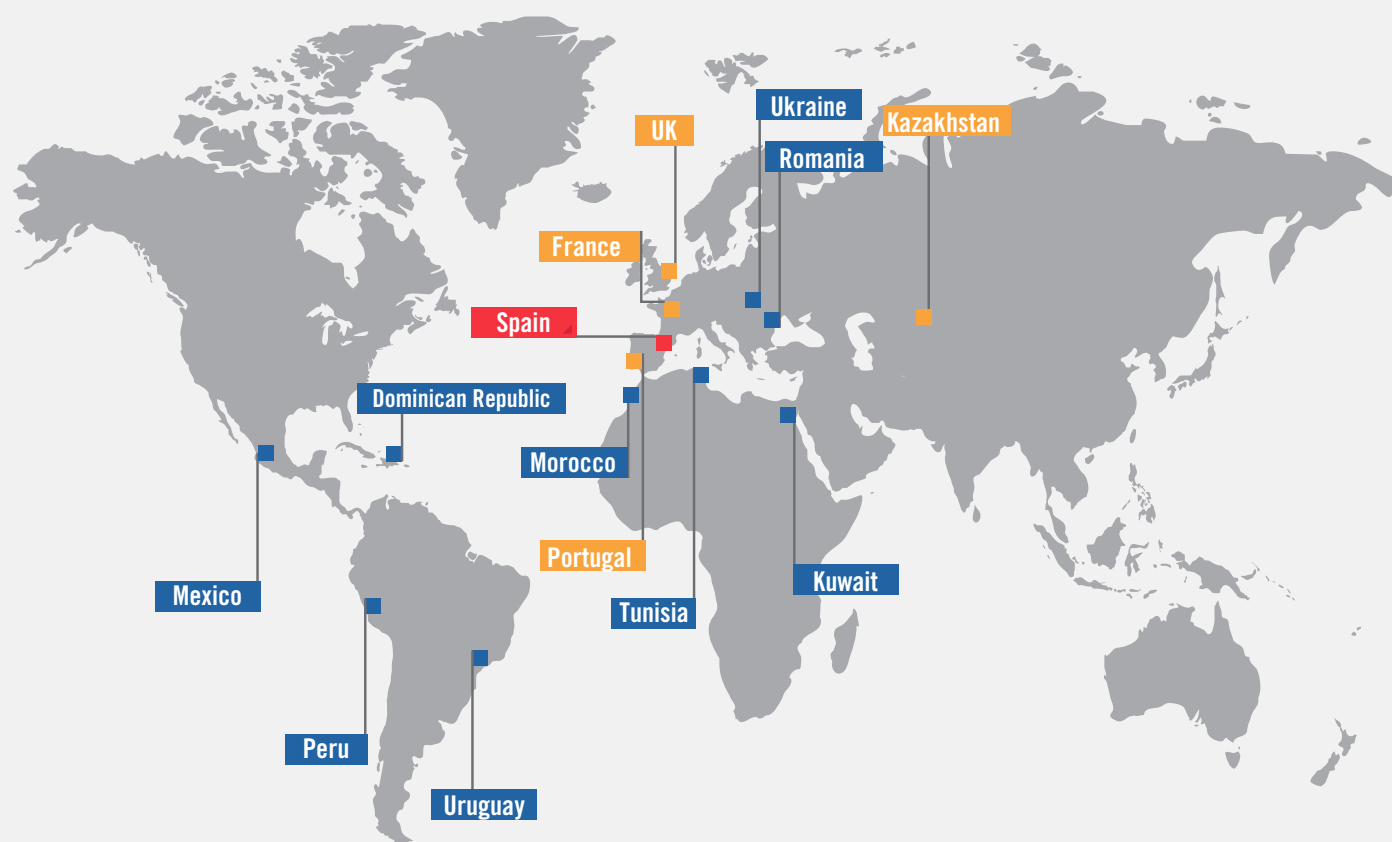 Ukraine
Kazakhstan
UK
Romania
France
Spain
Dominican Republic
Morocco
Portugal
Kuwait
Mexico
Tunisia
Peru
Uruguay